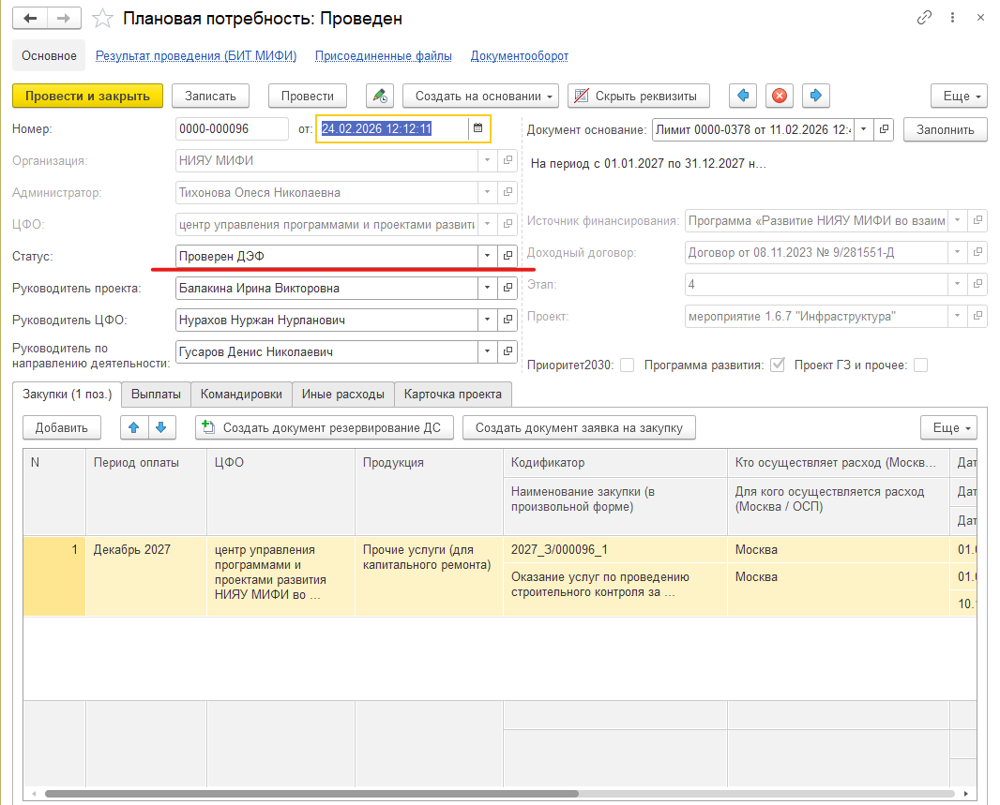 Плановая потребность: Проведен
Основное Результат проведения (БИТ МИФИ) Присоединенные файлы Документооборот
Провести и закрыть Записать Провести Создать на основании Скрыть реквизиты Еще
Номер: 0000-000096 от: 24.02.2026 12:12:11 Документ основание: Лимит 0000-0378 от 11.02.2026 12: Заполнить
Организация: НИЯУ МИФИ На период с 01.01.2027 по 31.12.2027 н...
Администратор: Тихонова Олеся Николаевна
ЦФО: центр управления программами и проектами развити Источник финансирования: Программа «Развитие НИЯУ МИФИ во взаим
Статус: Проверен ДЭФ Доходный договор: Договор от 08.11.2023 № 9/281551-Д
Руководитель проекта: Балакина Ирина Викторовна Этап: 4
Руководитель ЦФО: Нурахов Нуржан Нурланович Проект: мероприятие 1.6.7 "Инфраструктура"
Руководитель по
направлению деятельности: Гусаров Денис Николаевич Приоритет2030: Программа развития: Проект ГЗ и прочее:
Закупки (1 поз.) Выплаты Командировки Иные расходы Карточка проекта
Добавить Создать документ резервирование ДС Создать документ заявка на закупку Еще
N Период оплаты ЦФО Продукция Кодификатор Кто осуществляет расход (Москв... Дат
Наименование закупки (в Для кого осуществляется расход Дат
произвольной форме) (Москва / ОСП)
Дат
1 Декабрь 2027 центр управления Прочие услуги (для 2027_З/000096_1 Москва 01.
программами и капитального ремонта)
проектами развития Оказание услуг по проведению Москва 01.
НИЯУ МИФИ во ... строительного контроля за ...
10.